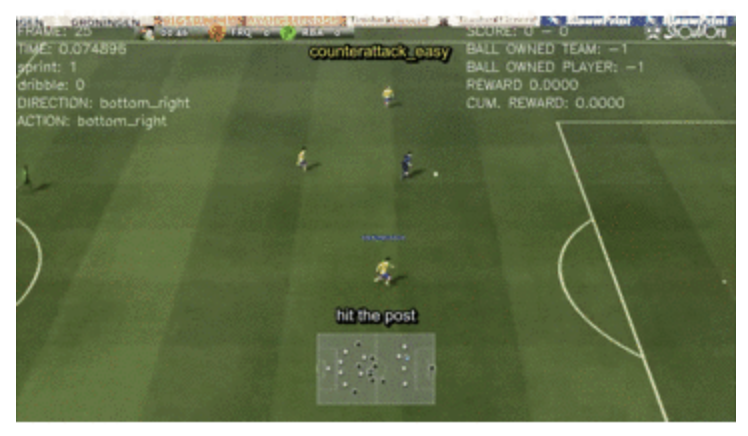 GRONINGEN
FRAME: 25
TIME: 0.074896
sprint: 1
dribble: 0
DIRECTION: bottom_right
ACTION: bottom_right
counterattack_easy
SCORE: 0 - 0
BALL OWNED TEAM: -1
BALL OWNED PLAYER: -1
REWARD 0.0000
CUM. REWARD: 0.0000
hit the post